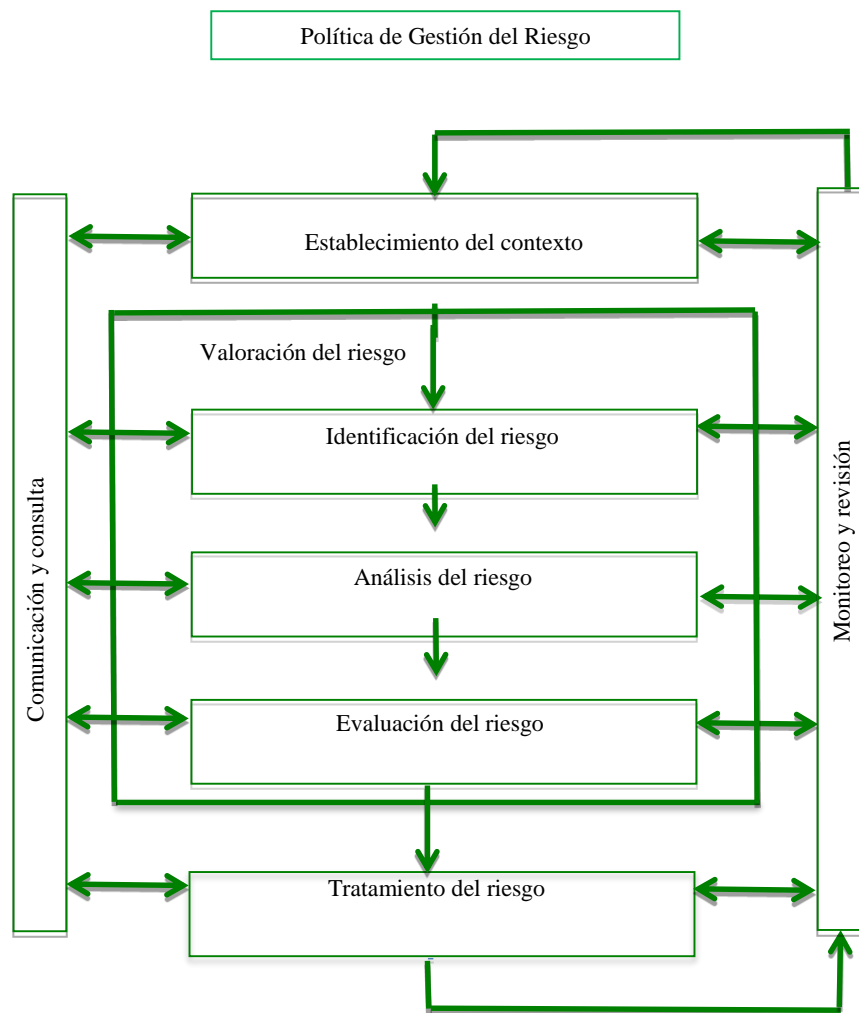 Política de Gestión del Riesgo
Establecimiento del contexto
Valoración del riesgo
Identificación del riesgo
Análisis del riesgo
Evaluación del riesgo
Tratamiento del riesgo
Comunicación y consulta
Monitoreo y revisión